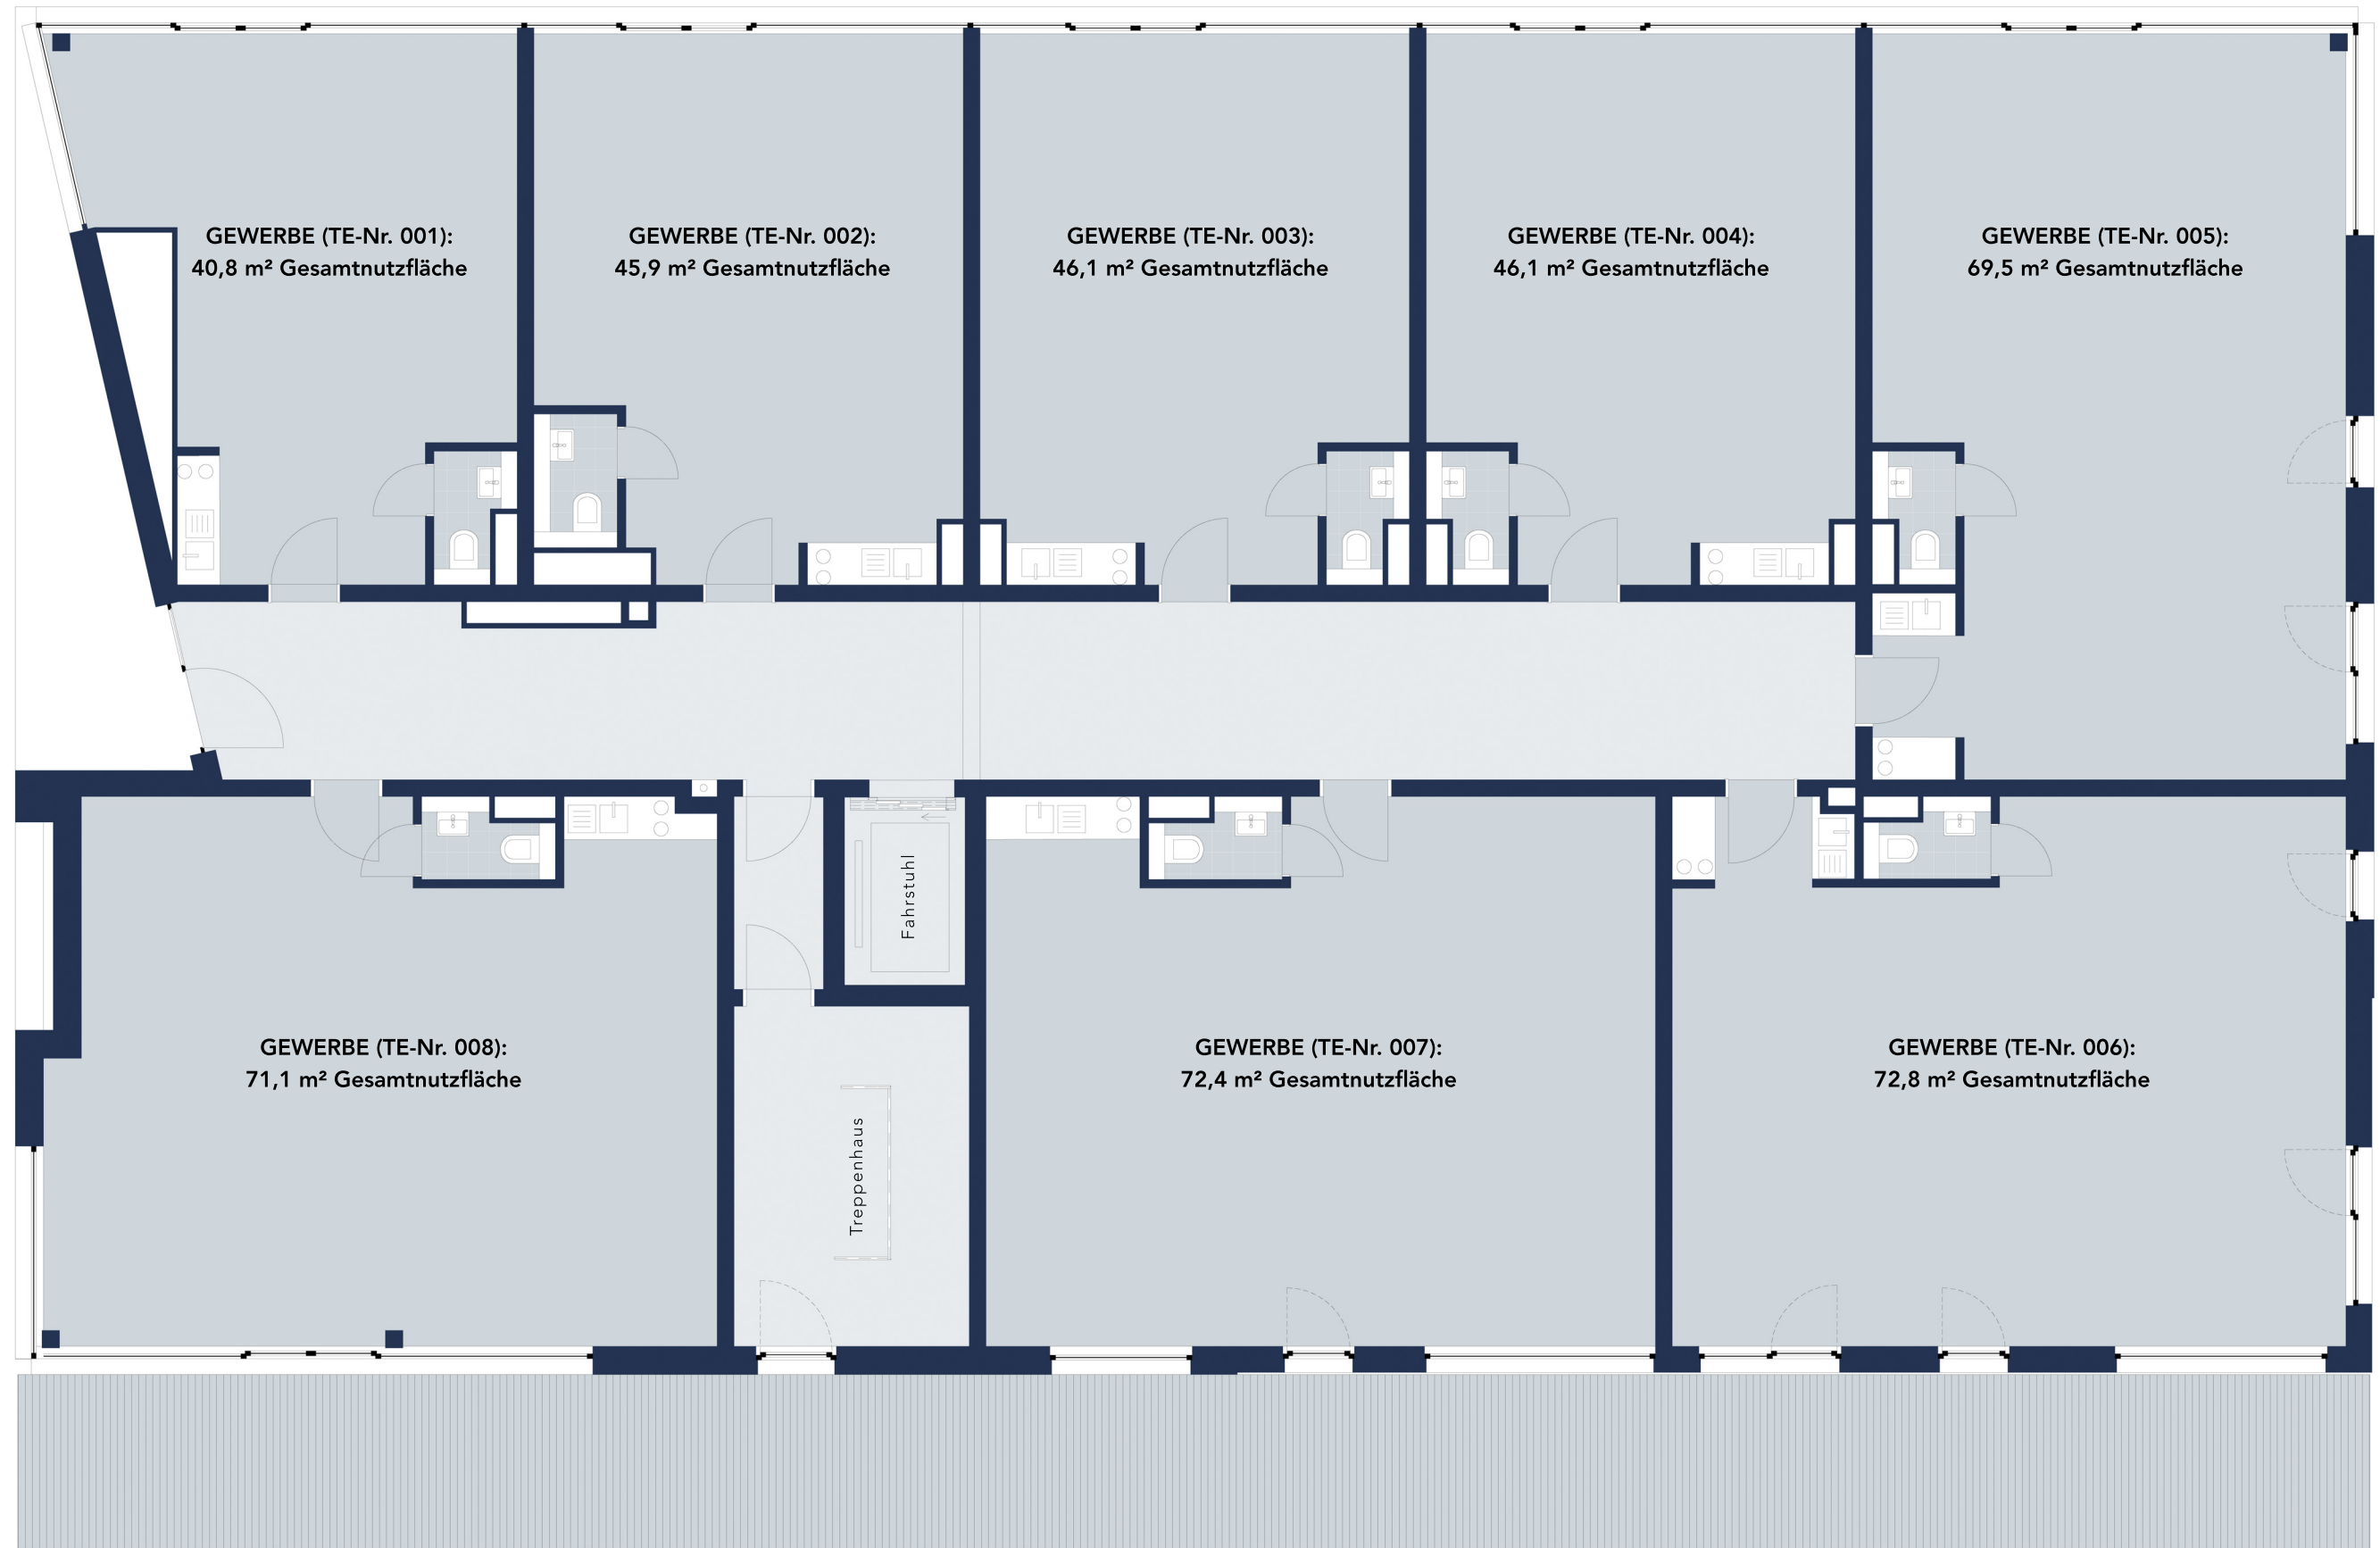 GEWERBE (TE-Nr. 001):
40,8 m² Gesamtnutzfläche
GEWERBE (TE-Nr. 002):
45,9 m² Gesamtnutzfläche
GEWERBE (TE-Nr. 003):
46,1 m² Gesamtnutzfläche
GEWERBE (TE-Nr. 004):
46,1 m² Gesamtnutzfläche
GEWERBE (TE-Nr. 005):
69,5 m² Gesamtnutzfläche
Fahrstuhl
GEWERBE (TE-Nr. 008):
71,1 m² Gesamtnutzfläche
Treppenhaus
GEWERBE (TE-Nr. 007):
72,4 m² Gesamtnutzfläche
GEWERBE (TE-Nr. 006):
72,8 m² Gesamtnutzfläche